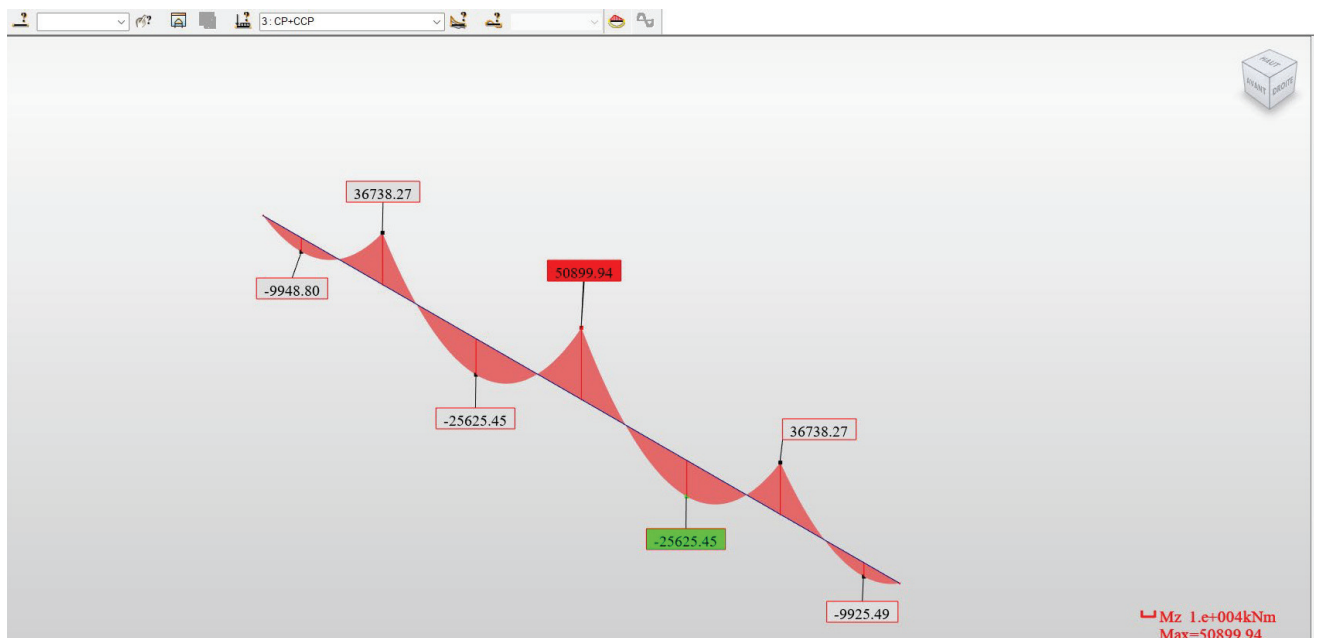 3 : CP+CCP
HAUT
AVANT
DROITE
36738.27
50899.94
-9948.80
-25625.45
36738.27
-25625.45
-9925.49
Mz 1.e+004kNm
Max=50899.94